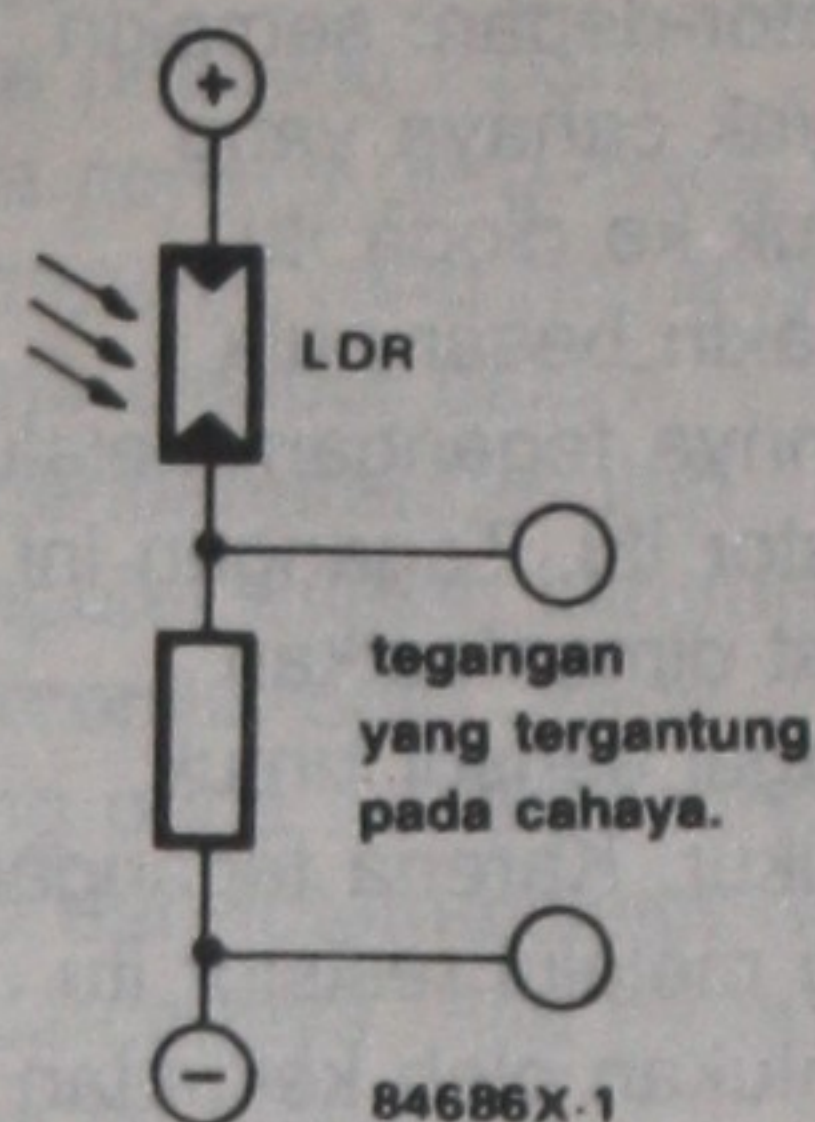 +
LDR
tegangan
yang tergantung
pada cahaya.
−
84686X-1